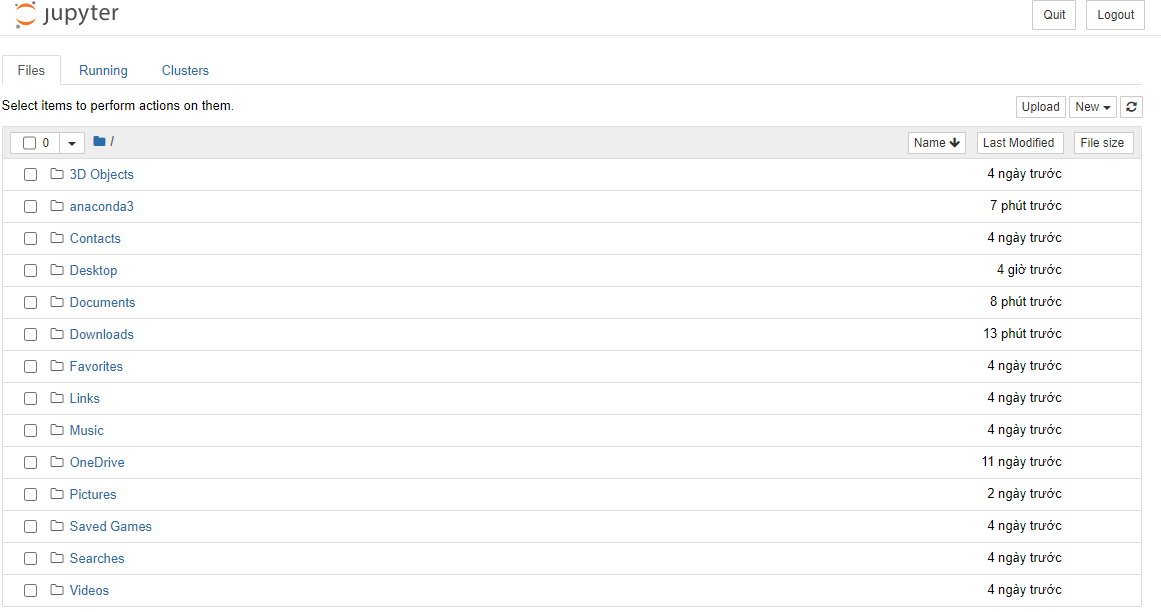 jupyter Quit Logout
Files Running Clusters
Select items to perform actions on them. Upload New
0 / Name Last Modified File size
3D Objects 4 ngày trước
anaconda3 7 phút trước
Contacts 4 ngày trước
Desktop 4 giờ trước
Documents 8 phút trước
Downloads 13 phút trước
Favorites 4 ngày trước
Links 4 ngày trước
Music 4 ngày trước
OneDrive 11 ngày trước
Pictures 2 ngày trước
Saved Games 4 ngày trước
Searches 4 ngày trước
Videos 4 ngày trước